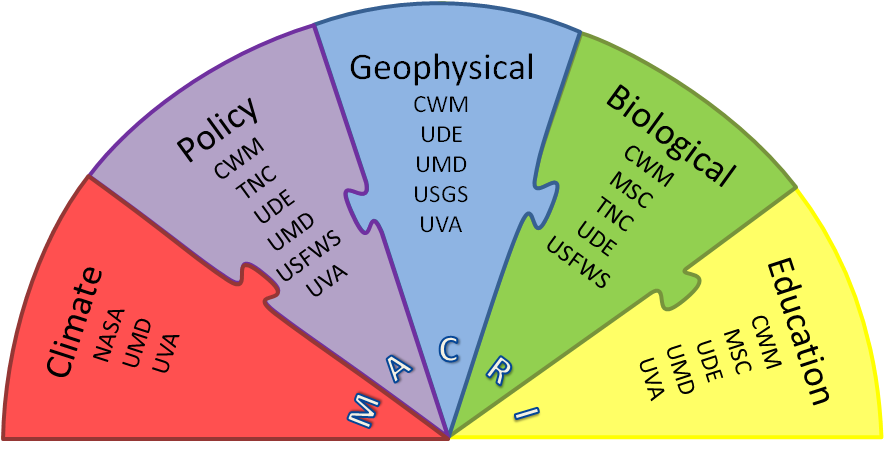 Climate
NASA
UMD
UVA
Policy
CWM
TNC
UDE
UMD
USFWS
UVA
Geophysical
CWM
UDE
UMD
USGS
UVA
Biological
CWM
MSC
TNC
UDE
USFWS
Education
CWM
MSC
UDE
UMD
UVA
M A C R I